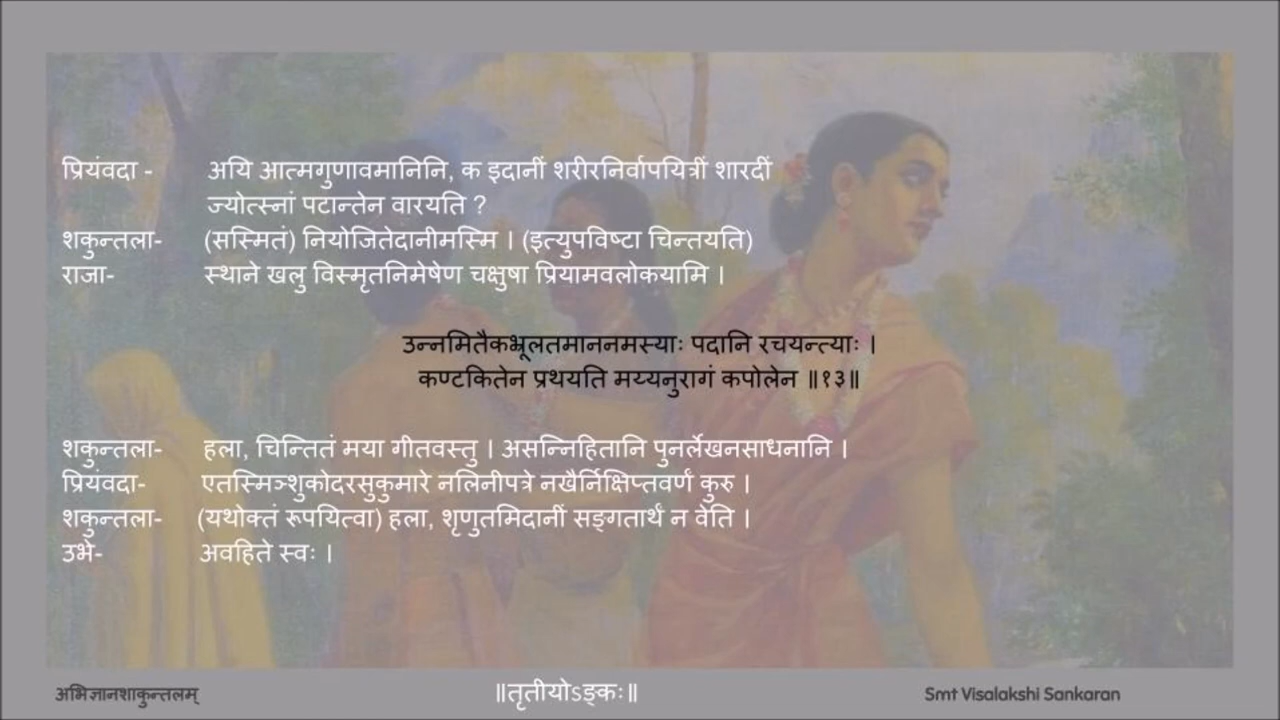 प्रियंवदा - अयि आत्मगुणावमानिनि, क इदानीं शरीरनिर्वापयित्रीं शारदीं
ज्योत्स्नां पटान्तेन वारयति ?
शकुन्तला- (सस्मितं) नियोजितेदानीमस्मि । (इत्युपविष्टा चिन्तयति)
राजा- स्थाने खलु विस्मृतनिमेषेण चक्षुषा प्रियामवलोकयामि ।
उन्नमितैकभ्रूलतमाननमस्याः पदानि रचयन्त्याः ।
कण्टकितेन प्रथयति मय्यनुरागं कपोलेन ॥१३॥
शकुन्तला- हला, चिन्तितं मया गीतवस्तु । असन्निहितानि पुनर्लेखनसाधनानि ।
प्रियंवदा- एतस्मिञ्शुकोदरसुकुमारे नलिनीपत्रे नखैर्निक्षिप्तवर्णं कुरु ।
शकुन्तला- (यथोक्तं रूपयित्वा) हला, शृणुतमिदानीं सङ्गतार्थं न वेति ।
उभे- अवहिते स्वः ।
अभिज्ञानशाकुन्तलम् ॥तृतीयोऽङ्कः॥ Smt Visalakshi Sankaran